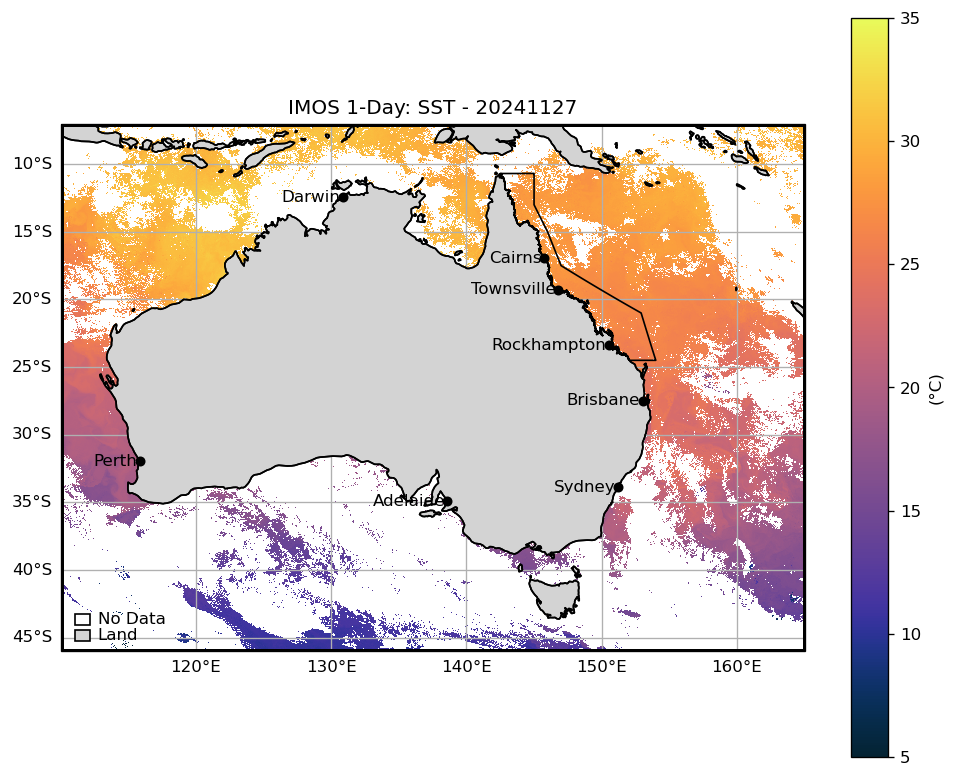 IMOS 1-Day: SST - 20241127
35
30
25
20
15
10
5
(°C)
10°S
15°S
20°S
25°S
30°S
35°S
40°S
45°S
Darwin
Cairns
Townsville
Rockhampton
Brisbane
Perth
Sydney
Adelaide
No Data
Land
120°E 130°E 140°E 150°E 160°E